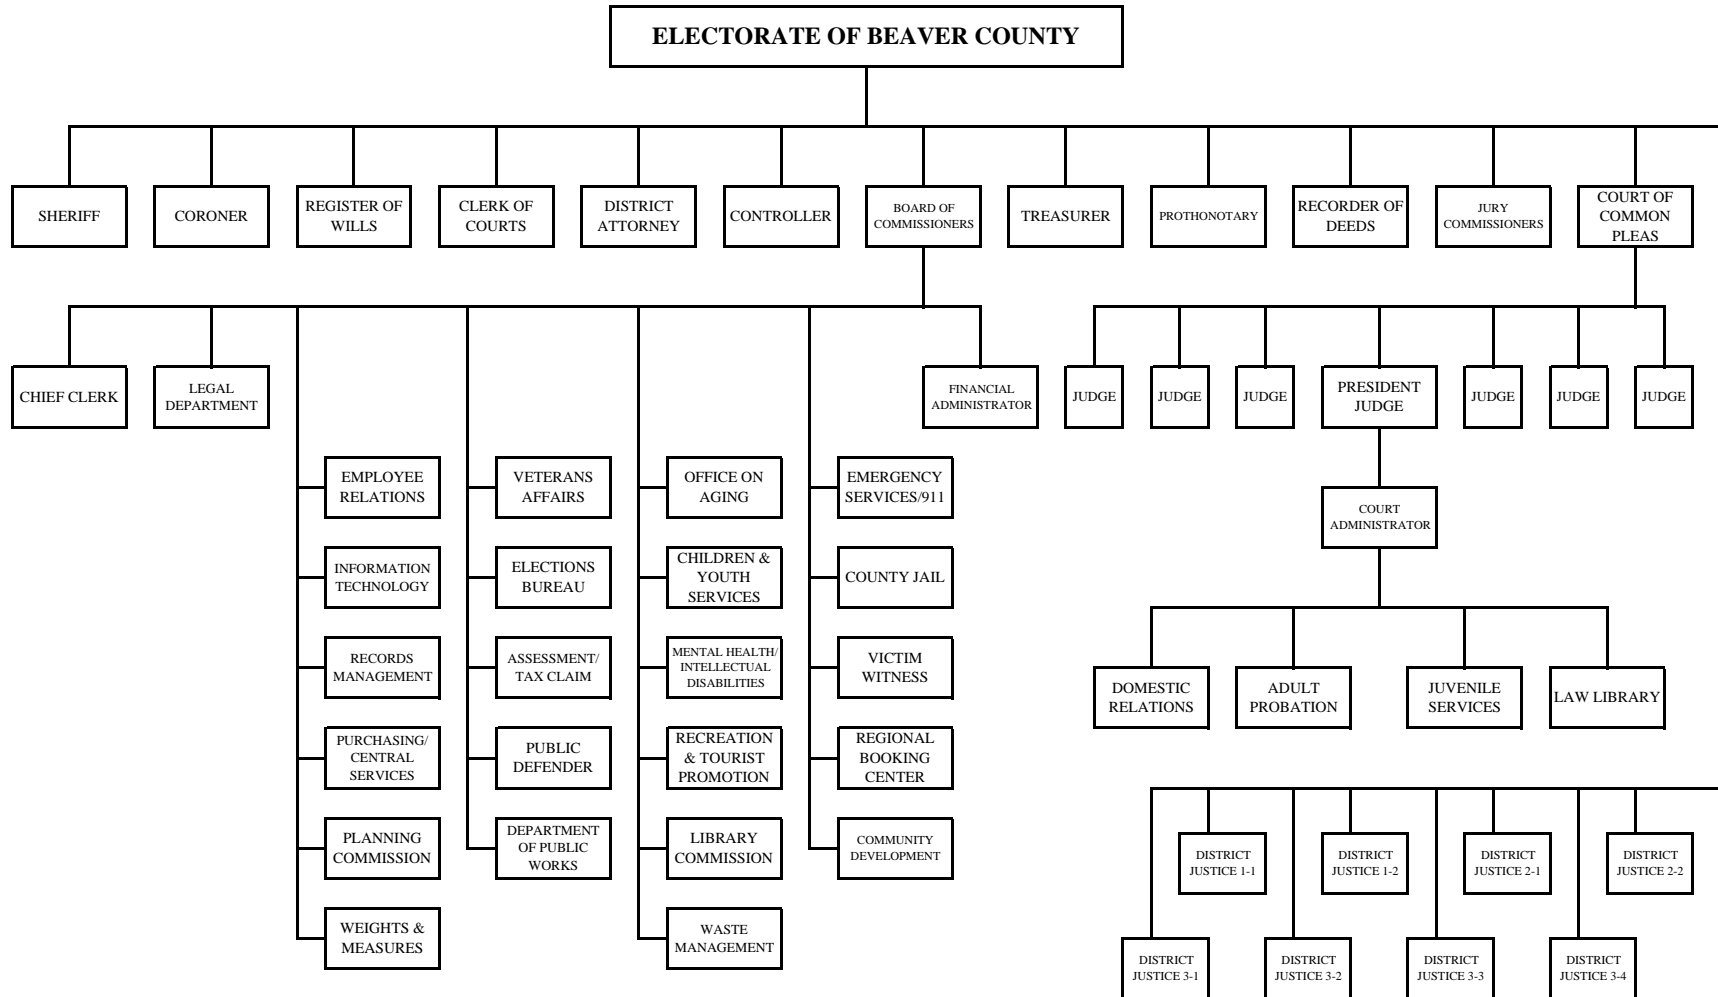 ELECTORATE OF BEAVER COUNTY
SHERIFF
CORONER
REGISTER OF
WILLS
CLERK OF
COURTS
DISTRICT
ATTORNEY
CONTROLLER
BOARD OF
COMMISSIONERS
TREASURER
PROTHONOTARY
RECORDER OF
DEEDS
JURY
COMMISSIONERS
COURT OF
COMMON
PLEAS
CHIEF CLERK
LEGAL
DEPARTMENT
FINANCIAL
ADMINISTRATOR
JUDGE
JUDGE
JUDGE
PRESIDENT
JUDGE
JUDGE
JUDGE
JUDGE
EMPLOYEE
RELATIONS
VETERANS
AFFAIRS
OFFICE ON
AGING
EMERGENCY
SERVICES/911
COURT
ADMINISTRATOR
INFORMATION
TECHNOLOGY
ELECTIONS
BUREAU
CHILDREN &
YOUTH
SERVICES
COUNTY JAIL
RECORDS
MANAGEMENT
ASSESSMENT/
TAX CLAIM
MENTAL HEALTH/
INTELLECTUAL
DISABILITIES
VICTIM
WITNESS
DOMESTIC
RELATIONS
ADULT
PROBATION
JUVENILE
SERVICES
LAW LIBRARY
PURCHASING/
CENTRAL
SERVICES
PUBLIC
DEFENDER
RECREATION
& TOURIST
PROMOTION
REGIONAL
BOOKING
CENTER
PLANNING
COMMISSION
DEPARTMENT
OF PUBLIC
WORKS
LIBRARY
COMMISSION
COMMUNITY
DEVELOPMENT
DISTRICT
JUSTICE 1-1
DISTRICT
JUSTICE 1-2
DISTRICT
JUSTICE 2-1
DISTRICT
JUSTICE 2-2
WEIGHTS &
MEASURES
WASTE
MANAGEMENT
DISTRICT
JUSTICE 3-1
DISTRICT
JUSTICE 3-2
DISTRICT
JUSTICE 3-3
DISTRICT
JUSTICE 3-4